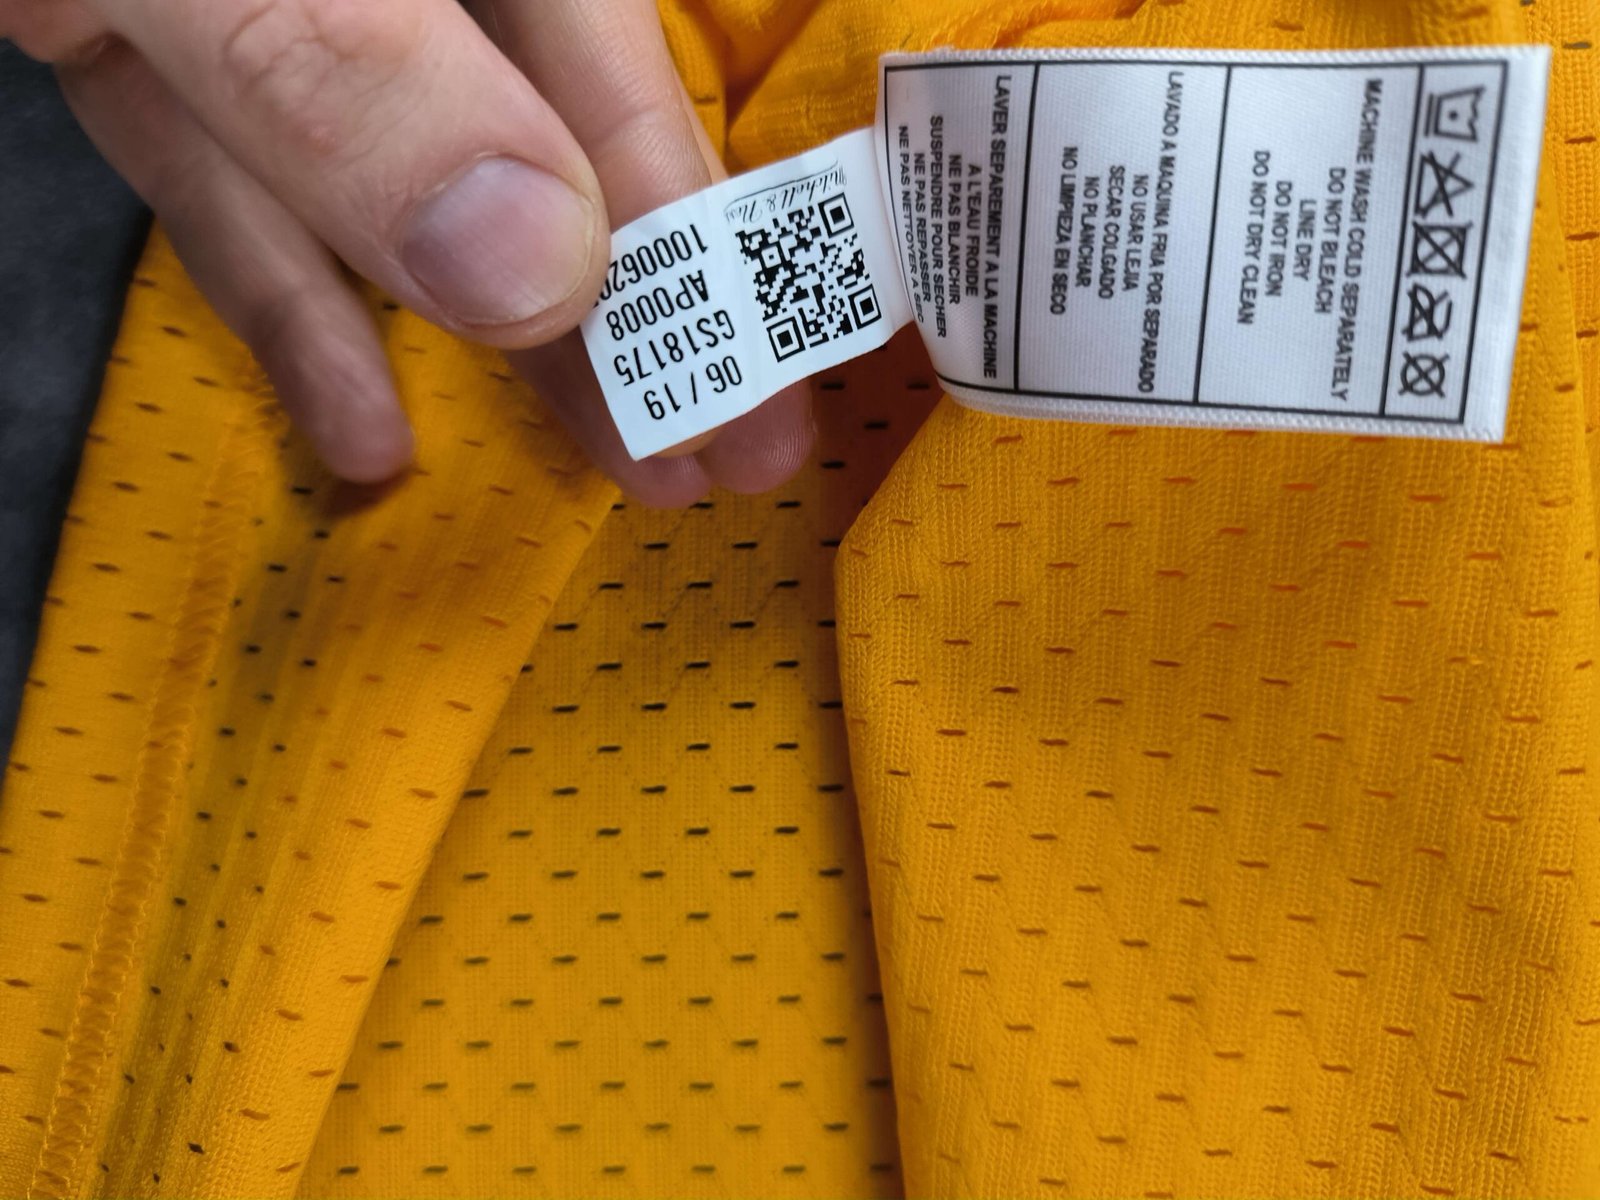 Mitchell & Ness
06 / 19
GS18175
AP0008
MACHINE WASH COLD SEPARATELY
DO NOT BLEACH
LINE DRY
DO NOT IRON
DO NOT DRY CLEAN
LAVADO A MAQUINA FRIA POR SEPARADO
NO USAR LEJIA
SECAR COLGADO
NO PLANCHAR
NO LIMPIEZA EN SECO
LAVER SEPAREMENT A LA MACHINE
A L'EAU FROIDE
NE PAS BLANCHIR
SUSPENDRE POUR SECHER
NE PAS REPASSER
NE PAS NETTOYER A SEC